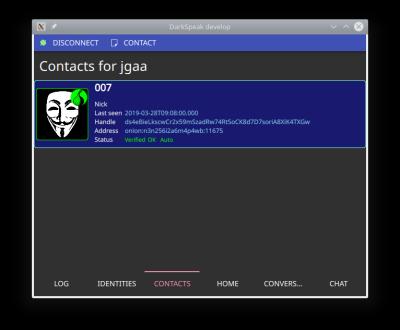 DarkSpeak develop
DISCONNECT CONTACT
Contacts for jgaa
007
Nick
Last seen 2019-03-28T09:08:00.000
Handle ds4eBieLkscwCr2x59mSzadRw74RtSoCK8d7D7soriA8XiK4TXGw
Address onion:n3n256i2a6m4p4wb:11675
Status Verified OK Auto
LOG IDENTITIES CONTACTS HOME CONVERS... CHAT